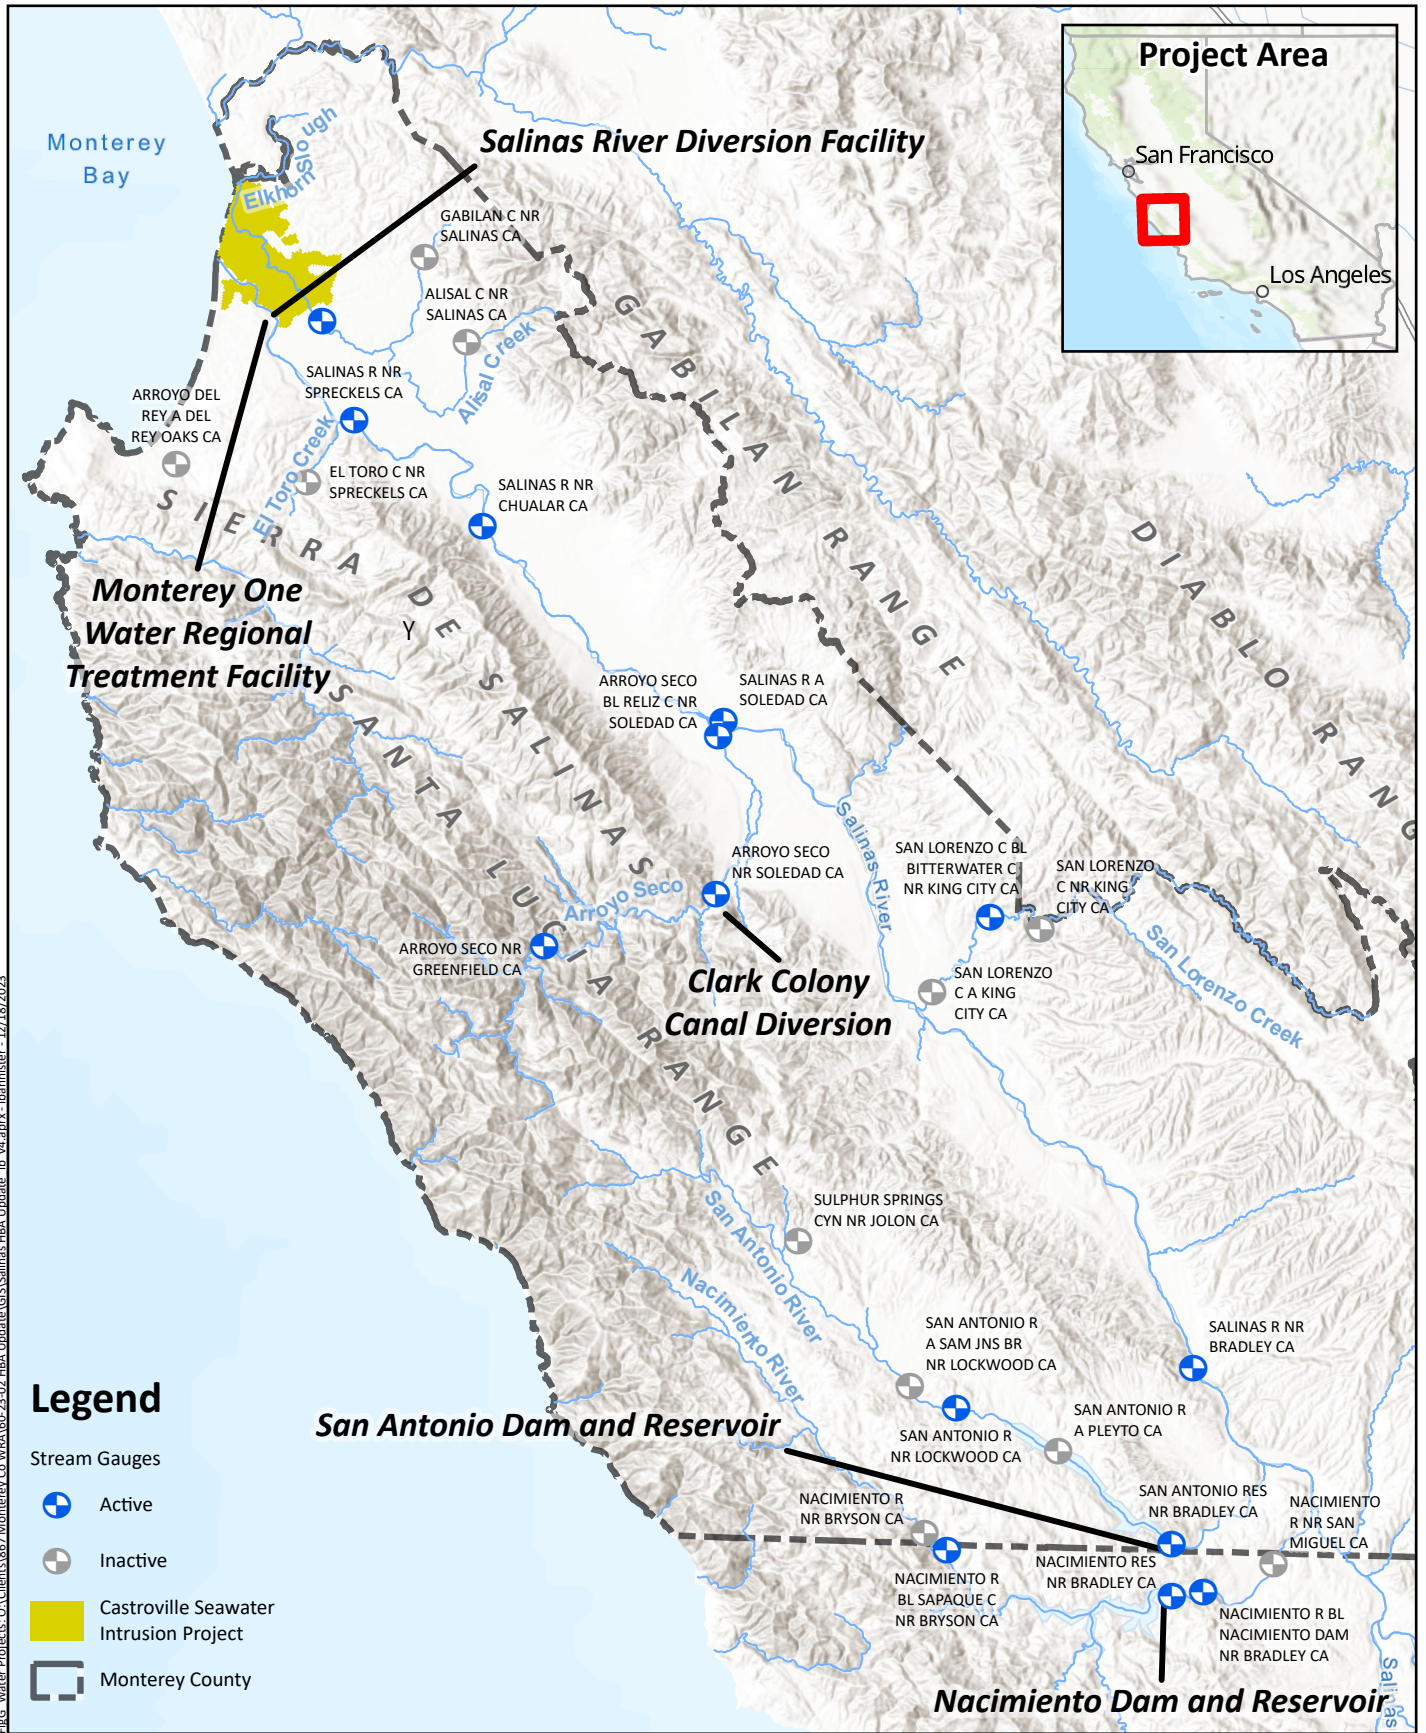 Project Area
San Francisco
Los Angeles
Monterey
Bay
Elkhorn Slough
Salinas River Diversion Facility
GABILAN C NR
SALINAS CA
ALISAL C NR
SALINAS CA
Alisal Creek
SALINAS R NR
SPRECKELS CA
ARROYO DEL
REY A DEL
REY OAKS CA
El Toro Creek
EL TORO C NR
SPRECKELS CA
SALINAS R NR
CHUALAR CA
GABILAN RANGE
DIABLO RANG
SIERRA DE SALINAS
Y
Monterey One
Water Regional
Treatment Facility
SANTA LUCIA RANGE
ARROYO SECO
BL RELIZ C NR
SOLEDAD CA
SALINAS R A
SOLEDAD CA
Salinas River
ARROYO SECO
NR SOLEDAD CA
Arroyo Seco
SAN LORENZO C BL
BITTERWATER C
NR KING CITY CA
SAN LORENZO
C NR KING
CITY CA
San Lorenzo Creek
ARROYO SECO NR
GREENFIELD CA
Clark Colony
Canal Diversion
SAN LORENZO
C A KING
CITY CA
SULPHUR SPRINGS
CYN NR JOLON CA
San Antonio River
Nacimiento River
SAN ANTONIO R
A SAM JNS BR
NR LOCKWOOD CA
SALINAS R NR
BRADLEY CA
San Antonio Dam and Reservoir
SAN ANTONIO R
NR LOCKWOOD CA
SAN ANTONIO R
A PLEYTO CA
NACIMIENTO R
NR BRYSON CA
SAN ANTONIO RES
NR BRADLEY CA
NACIMIENTO
R NR SAN
MIGUEL CA
NACIMIENTO RES
NR BRADLEY CA
NACIMIENTO R
BL SAPAQUE C
NR BRYSON CA
NACIMIENTO R BL
NACIMIENTO DAM
NR BRADLEY CA
Nacimiento Dam and Reservoir
Salinas
Legend
Stream Gauges
Active
Inactive
Castroville Seawater
Intrusion Project
Monterey County